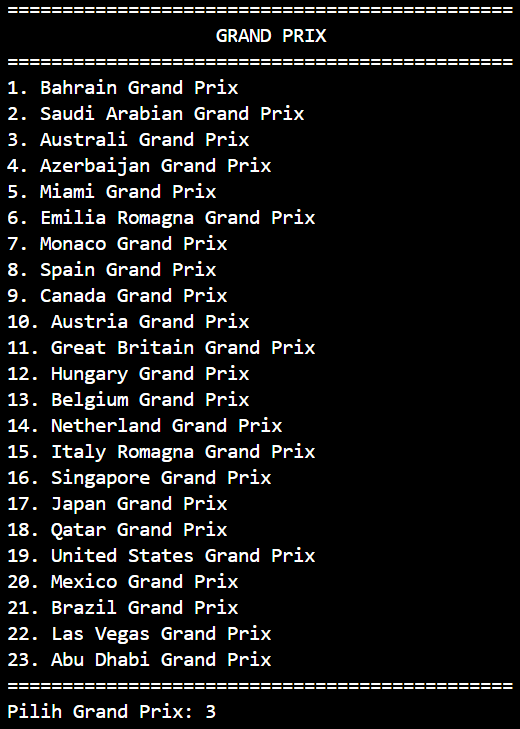 ==============================================
GRAND PRIX
==============================================
1. Bahrain Grand Prix
2. Saudi Arabian Grand Prix
3. Australi Grand Prix
4. Azerbaijan Grand Prix
5. Miami Grand Prix
6. Emilia Romagna Grand Prix
7. Monaco Grand Prix
8. Spain Grand Prix
9. Canada Grand Prix
10. Austria Grand Prix
11. Great Britain Grand Prix
12. Hungary Grand Prix
13. Belgium Grand Prix
14. Netherland Grand Prix
15. Italy Romagna Grand Prix
16. Singapore Grand Prix
17. Japan Grand Prix
18. Qatar Grand Prix
19. United States Grand Prix
20. Mexico Grand Prix
21. Brazil Grand Prix
22. Las Vegas Grand Prix
23. Abu Dhabi Grand Prix
==============================================
Pilih Grand Prix: 3